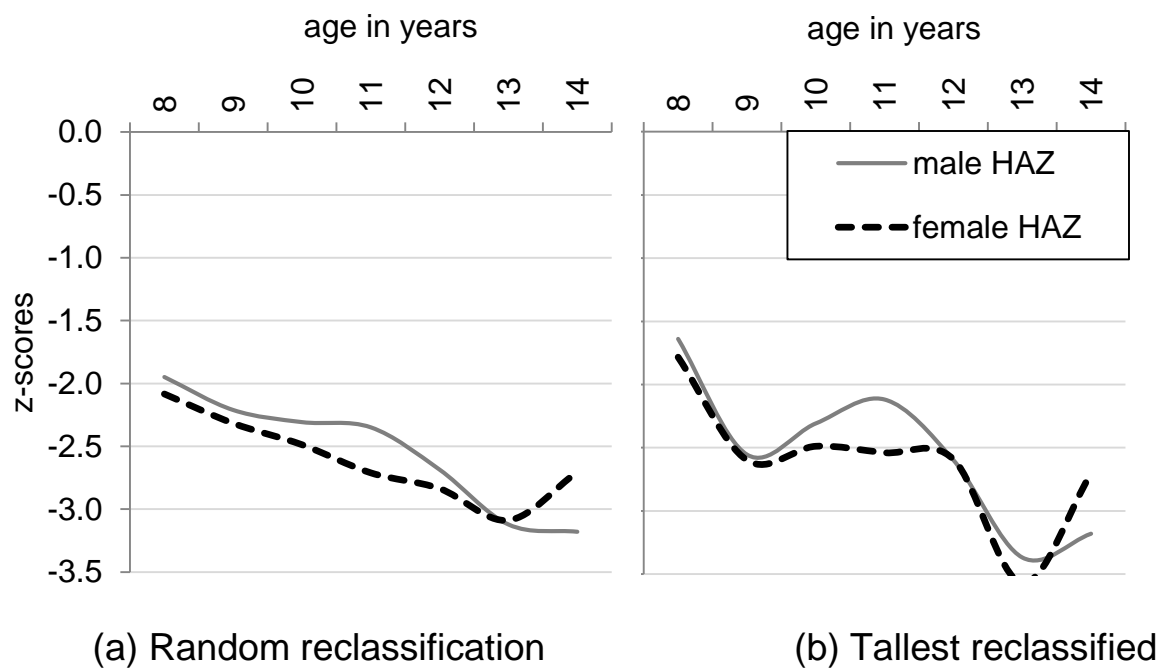 age in years
8 9 10 11 12 13 14
0.0
-0.5
-1.0
-1.5
-2.0
-2.5
-3.0
-3.5
z-scores
(a) Random reclassification
age in years
8 9 10 11 12 13 14
male HAZ
female HAZ
(b) Tallest reclassified